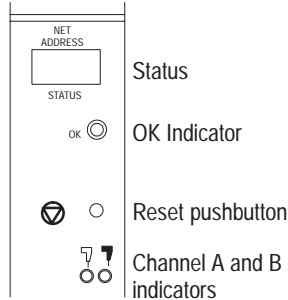 NET
ADDRESS
Status
STATUS
OK
OK Indicator
Reset pushbutton
Channel A and B
indicators